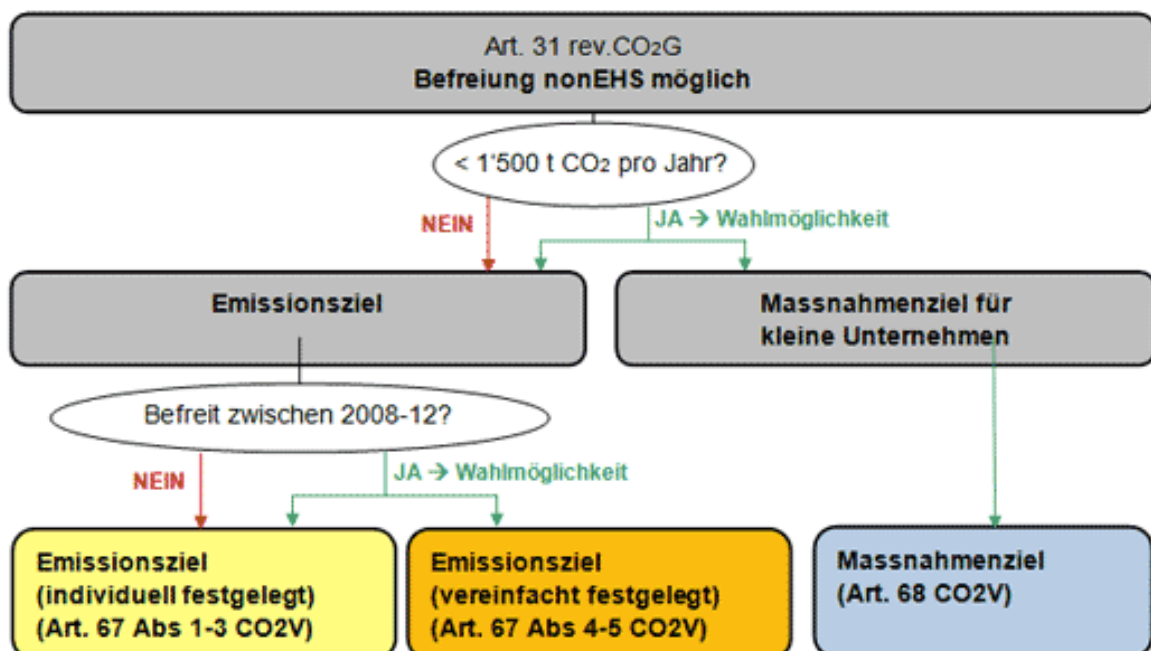 Art. 31 rev.CO₂G
Befreiung nonEHS möglich
< 1'500 t CO₂ pro Jahr?
NEIN
JA → Wahlmöglichkeit
Emissionsziel
Massnahmenziel für
kleine Unternehmen
Befreit zwischen 2008-12?
NEIN
JA → Wahlmöglichkeit
Emissionsziel
(individuell festgelegt)
(Art. 67 Abs 1-3 CO2V)
Emissionsziel
(vereinfacht festgelegt)
(Art. 67 Abs 4-5 CO2V)
Massnahmenziel
(Art. 68 CO2V)